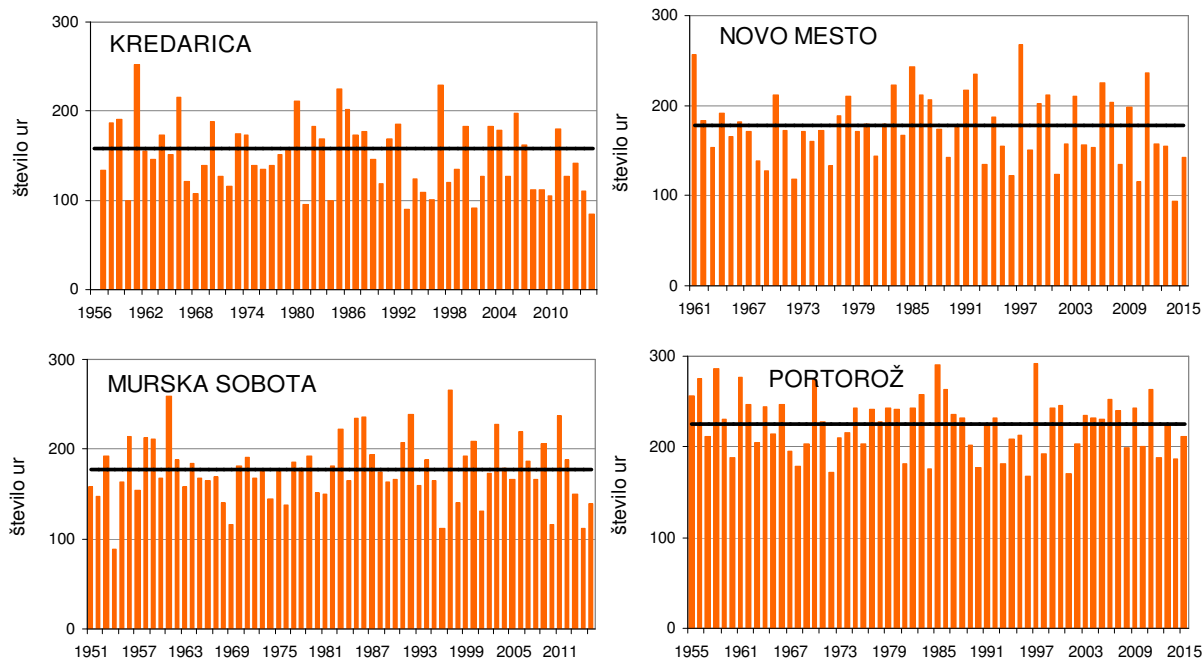 KREDARICA
število ur
300
200
100
0
1956 1962 1968 1974 1980 1986 1992 1998 2004 2010
NOVO MESTO
število ur
300
200
100
0
1961 1967 1973 1979 1985 1991 1997 2003 2009 2015
MURSKA SOBOTA
število ur
300
200
100
0
1951 1957 1963 1969 1975 1981 1987 1993 1999 2005 2011
PORTOROŽ
število ur
300
200
100
0
1955 1961 1967 1973 1979 1985 1991 1997 2003 2009 2015